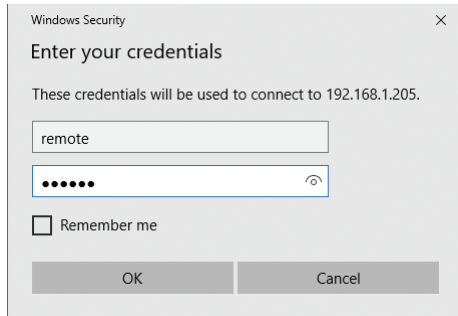 Windows Security
Enter your credentials
These credentials will be used to connect to 192.168.1.205.
remote
●●●●●●
Remember me
OK Cancel